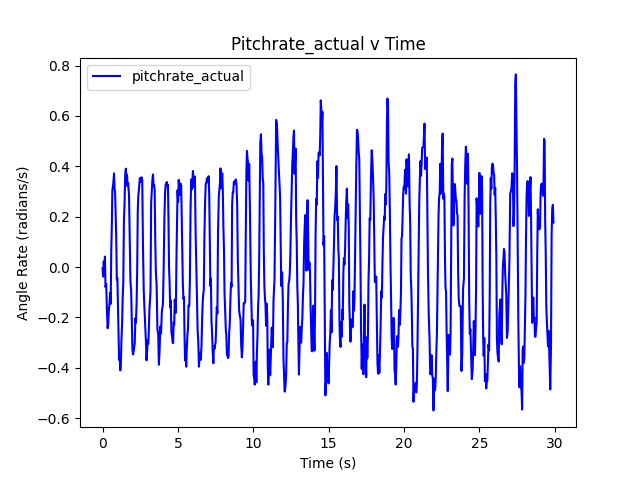 Pitchrate_actual v Time
pitchrate_actual
Angle Rate (radians/s)
0.8
0.6
0.4
0.2
0.0
−0.2
−0.4
−0.6
0 5 10 15 20 25 30
Time (s)